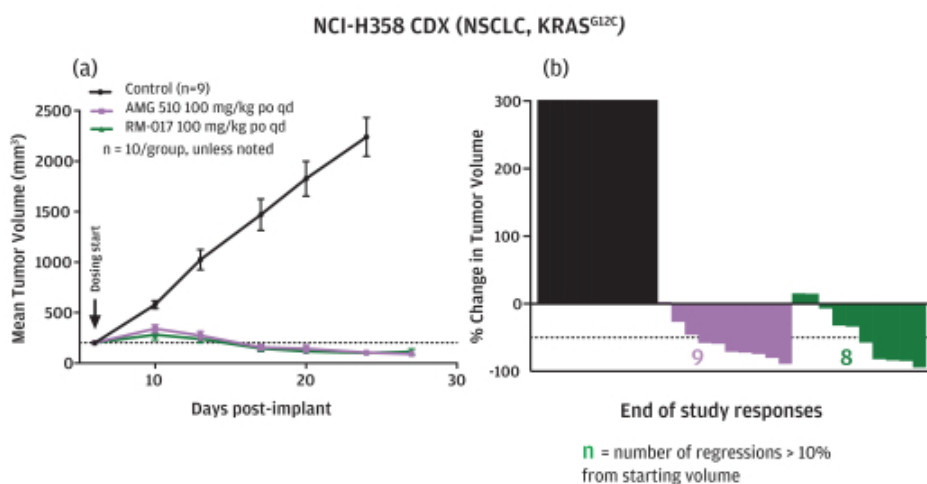 NCI-H358 CDX (NSCLC, KRASG12C)
(a)
Control (n=9)
AMG 510 100 mg/kg po qd
RM-017 100 mg/kg po qd
n = 10/group, unless noted
Mean Tumor Volume (mm³)
2500
2000
1500
1000
500
0
Dosing start
10
20
30
Days post-implant
(b)
% Change in Tumor Volume
300
200
100
0
-100
9
8
End of study responses
n = number of regressions > 10%
from starting volume